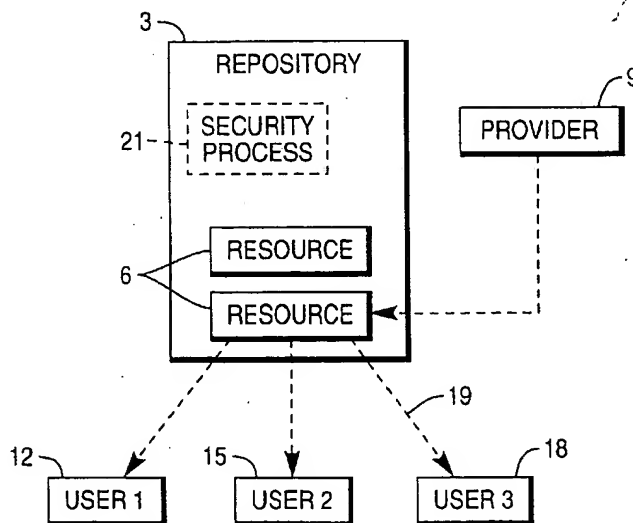 3
REPOSITORY
9
21
SECURITY
PROCESS
PROVIDER
6
RESOURCE
RESOURCE
19
12
15
18
USER 1
USER 2
USER 3